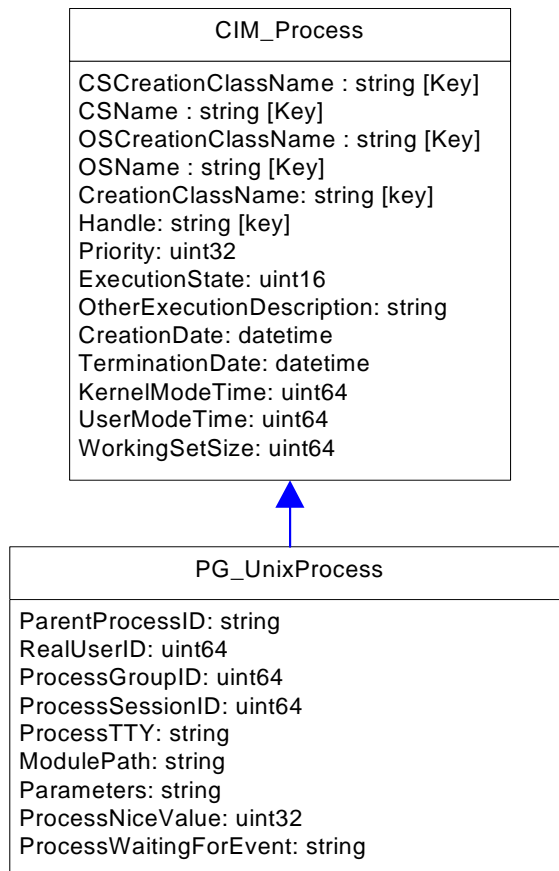 CIM_Process
CSCreationClassName : string [Key]
CSName : string [Key]
OSCreationClassName : string [Key]
OSName : string [Key]
CreationClassName: string [key]
Handle: string [key]
Priority: uint32
ExecutionState: uint16
OtherExecutionDescription: string
CreationDate: datetime
TerminationDate: datetime
KernelModeTime: uint64
UserModeTime: uint64
WorkingSetSize: uint64
PG_UnixProcess
ParentProcessID: string
RealUserID: uint64
ProcessGroupID: uint64
ProcessSessionID: uint64
ProcessTTY: string
ModulePath: string
Parameters: string
ProcessNiceValue: uint32
ProcessWaitingForEvent: string